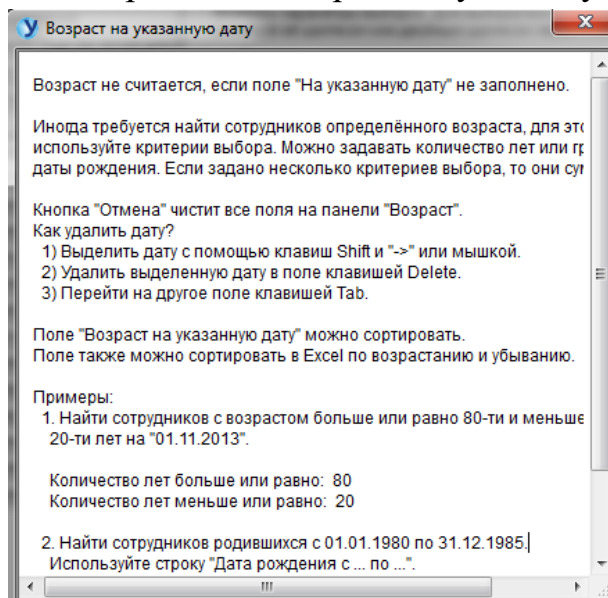 Возраст на указанную дату
Возраст не считается, если поле "На указанную дату" не заполнено.
Иногда требуется найти сотрудников определённого возраста, для
используйте критерии выбора. Можно задавать количество лет или
даты рождения. Если задано несколько критериев выбора, то они
Кнопка "Отмена" чистит все поля на панели "Возраст".
Как удалить дату?
1) Выделить дату с помощью клавиш Shift и "->" или мышкой.
2) Удалить выделенную дату в поле клавишей Delete.
3) Перейти на другое поле клавишей Tab.
Поле "Возраст на указанную дату" можно сортировать.
Поле также можно сортировать в Excel по возрастанию и убыванию.
Примеры:
1. Найти сотрудников с возрастом больше или равно 80-ти и меньше
20-ти лет на "01.11.2013".
Количество лет больше или равно: 80
Количество лет меньше или равно: 20
2. Найти сотрудников родившихся с 01.01.1980 по 31.12.1985.
Используйте строку "Дата рождения с ... по ...".